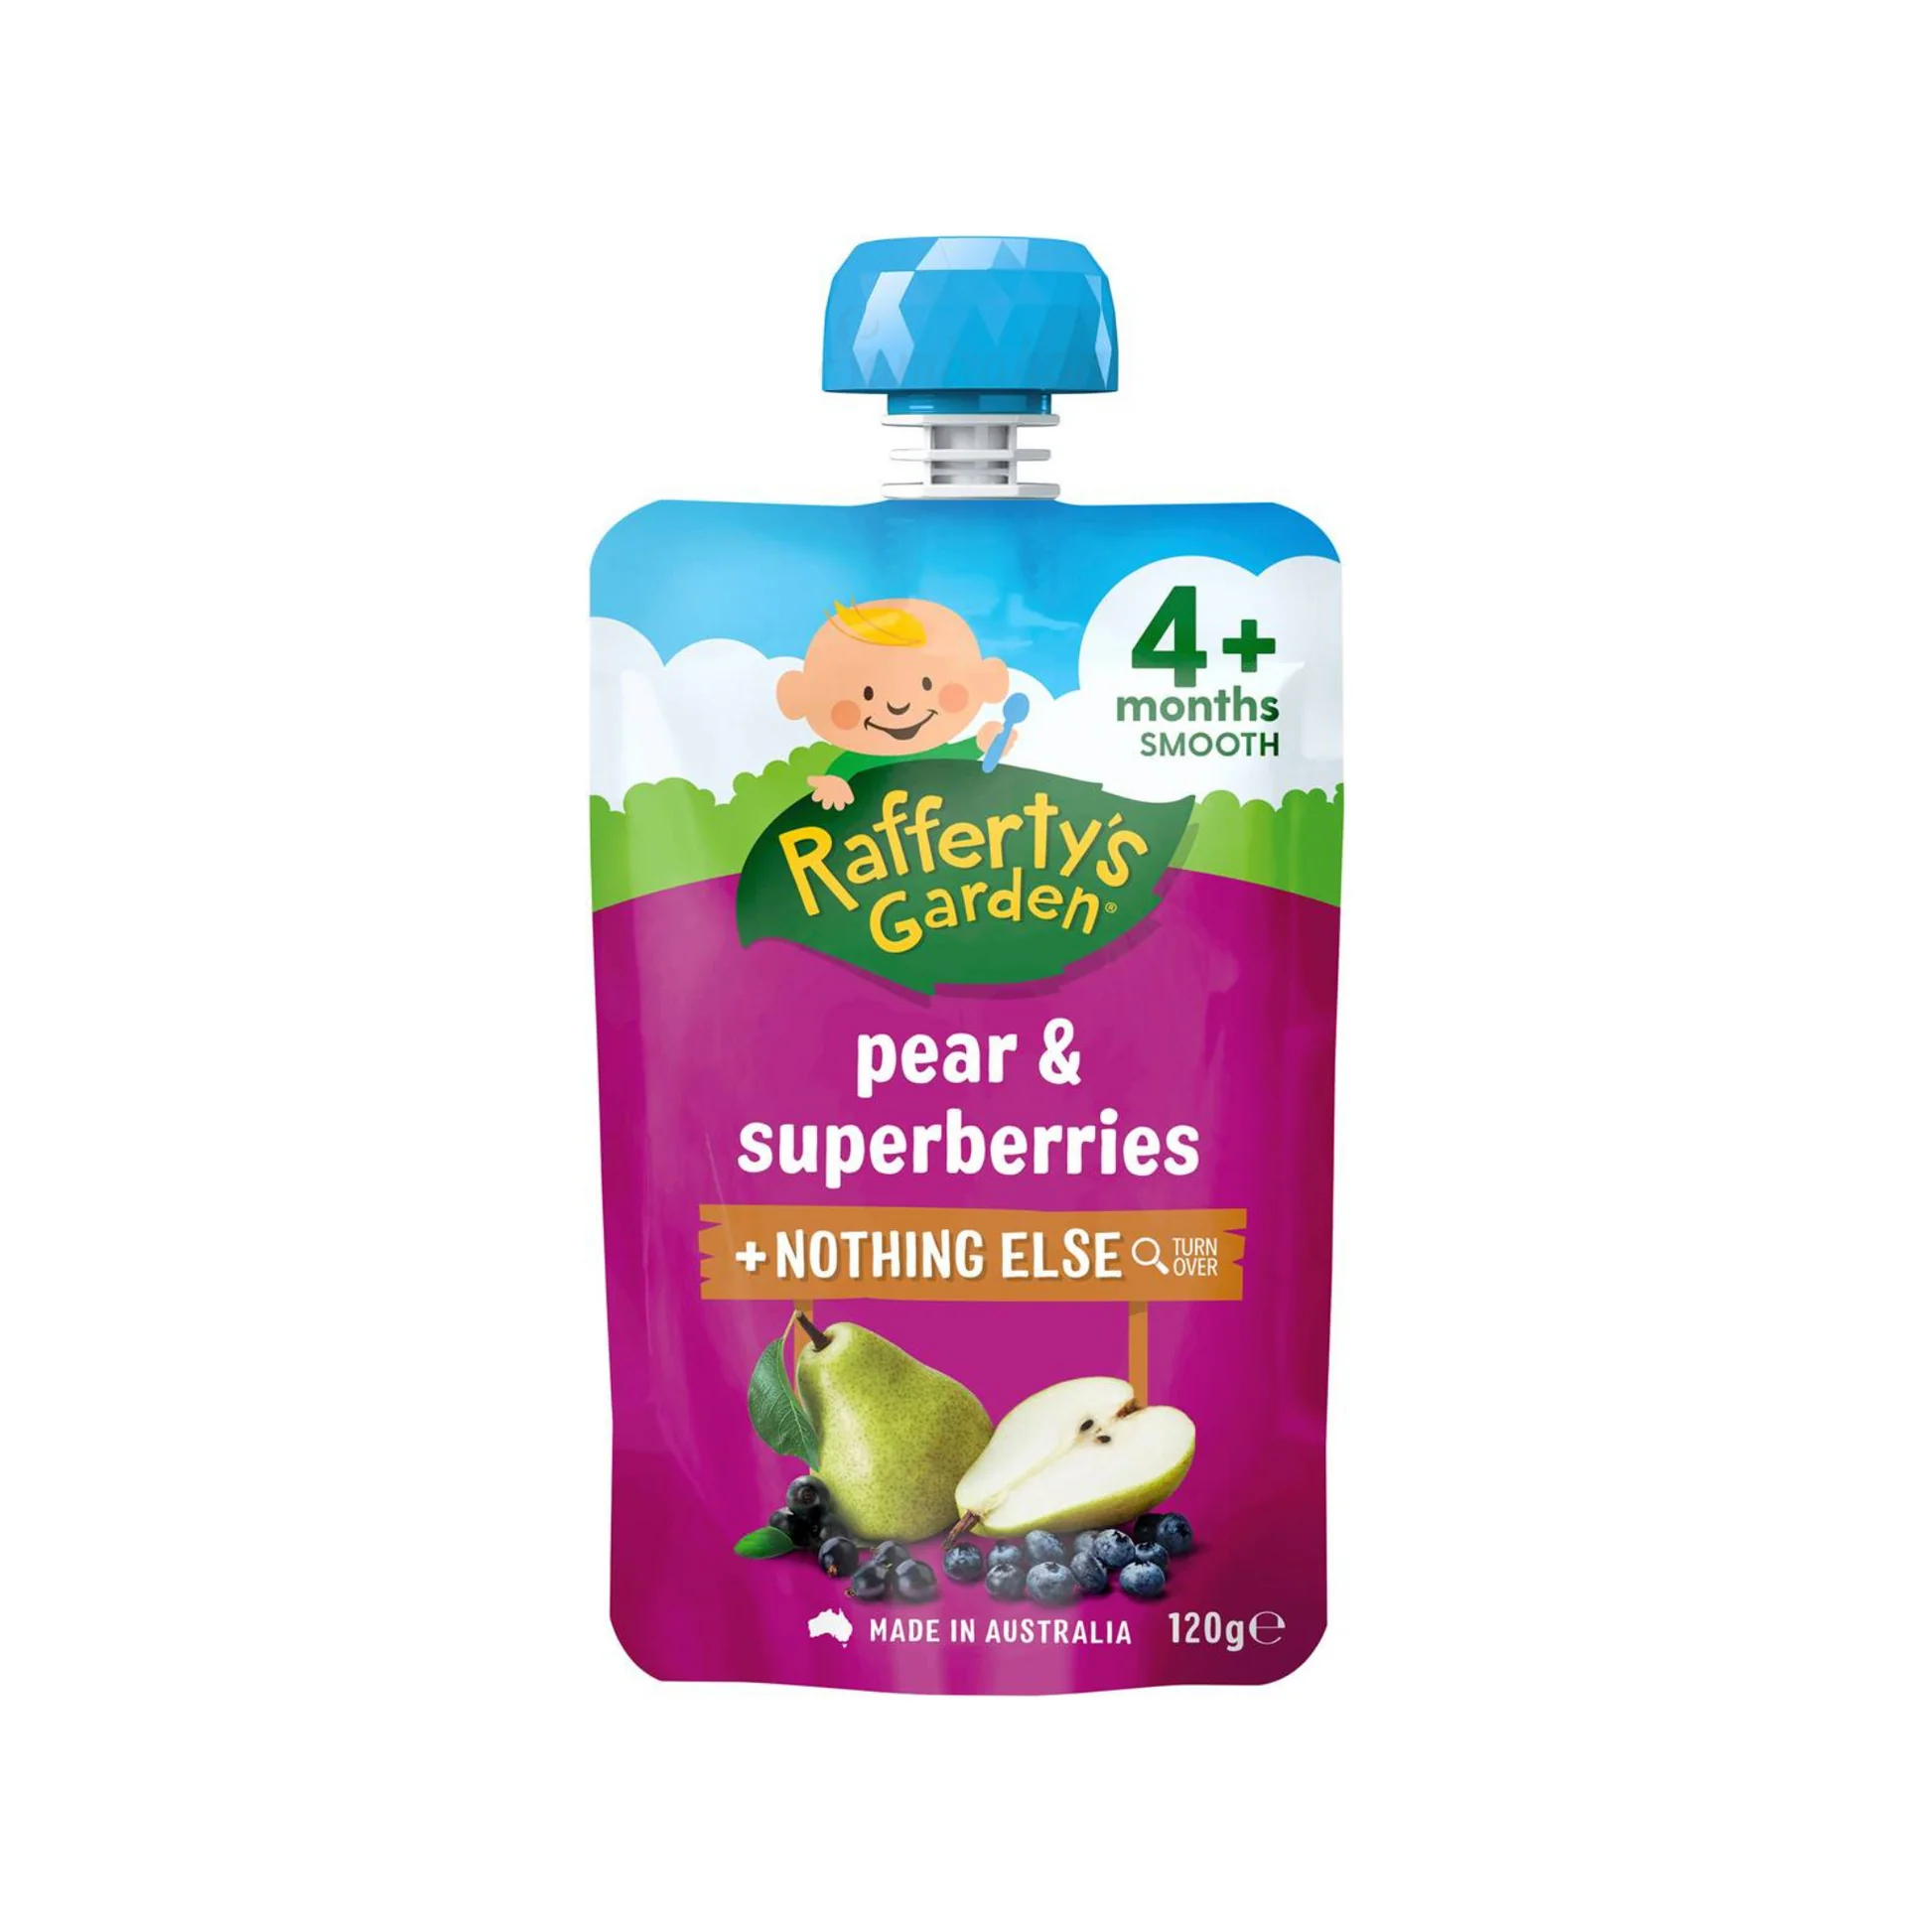 4+
months
SMOOTH
Rafferty's
Garden®
pear &
superberries
+ NOTHING ELSE TURN OVER
MADE IN AUSTRALIA 120g℮